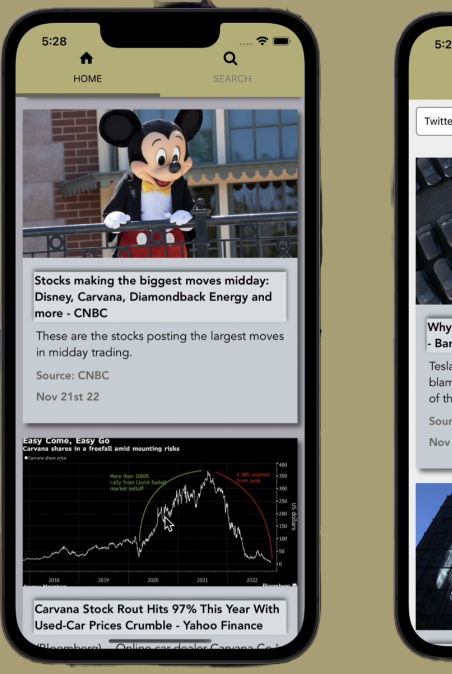 5:28
HOME
SEARCH
Stocks making the biggest moves midday:
Disney, Carvana, Diamondback Energy and
more - CNBC
These are the stocks posting the largest moves
in midday trading.
Source: CNBC
Nov 21st 22
Easy Come, Easy Go
Carvana shares in a freefall amid mounting risks
Carvana share price
More than 1000%
rally from Covid-fueled
market selloff
from peak
400
350
300
250
200
150
100
50
0
US dollars
2018 2019 2020 2021 2022
Bloomberg
Carvana Stock Rout Hits 97% This Year With
Used-Car Prices Crumble - Yahoo Finance
(Bloomberg) -- Online car dealer Carvana Co.'
5:2
Twitte
Why
- Bar
Tesla
blam
of th
Sour
Nov